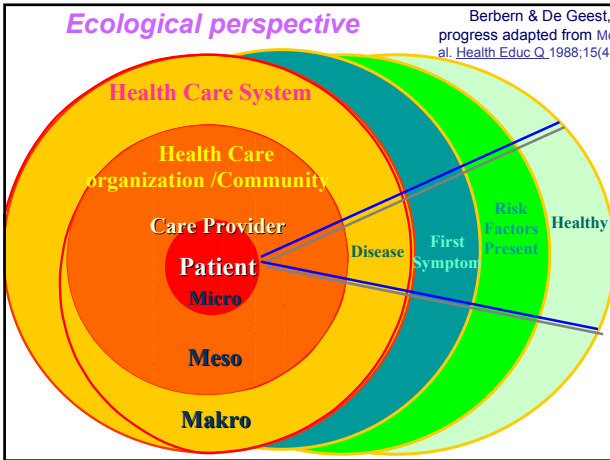 Ecological perspective
Berbern & De Geest,
progress adapted from
al. Health Educ Q 1988;15(4
Health Care System
Health Care
organization /Community
Care Provider
Patient
Micro
Meso
Makro
Disease
First
Symptom
Risk
Factors
Present
Healthy